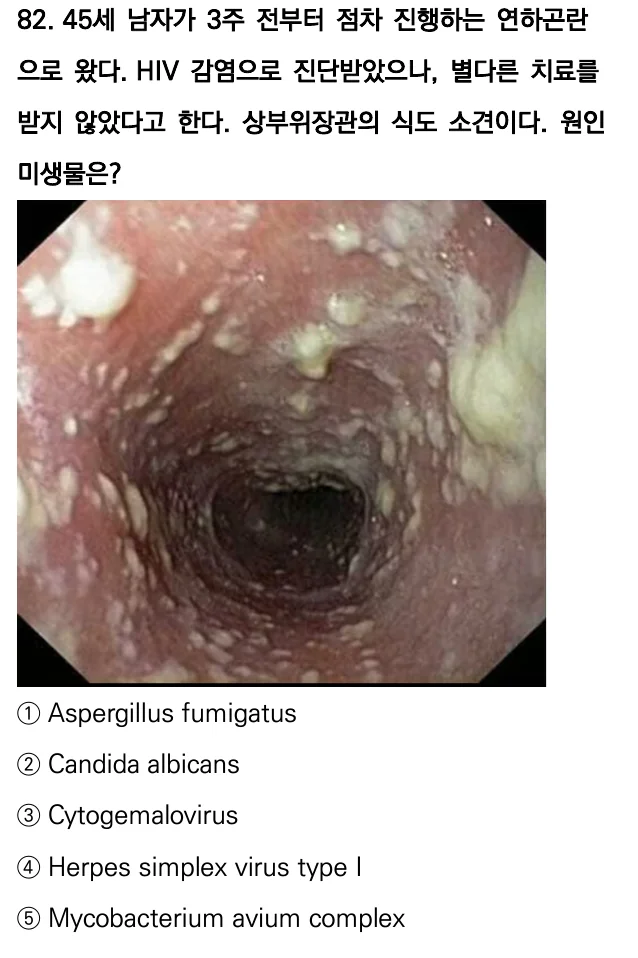 82. 45세 남자가 3주 전부터 점차 진행하는 연하곤란
으로 왔다. HIV 감염으로 진단받았으나, 별다른 치료를
받지 않았다고 한다. 상부위장관의 식도 소견이다. 원인
미생물은?
① Aspergillus fumigatus
② Candida albicans
③ Cytogemalovirus
④ Herpes simplex virus type I
⑤ Mycobacterium avium complex